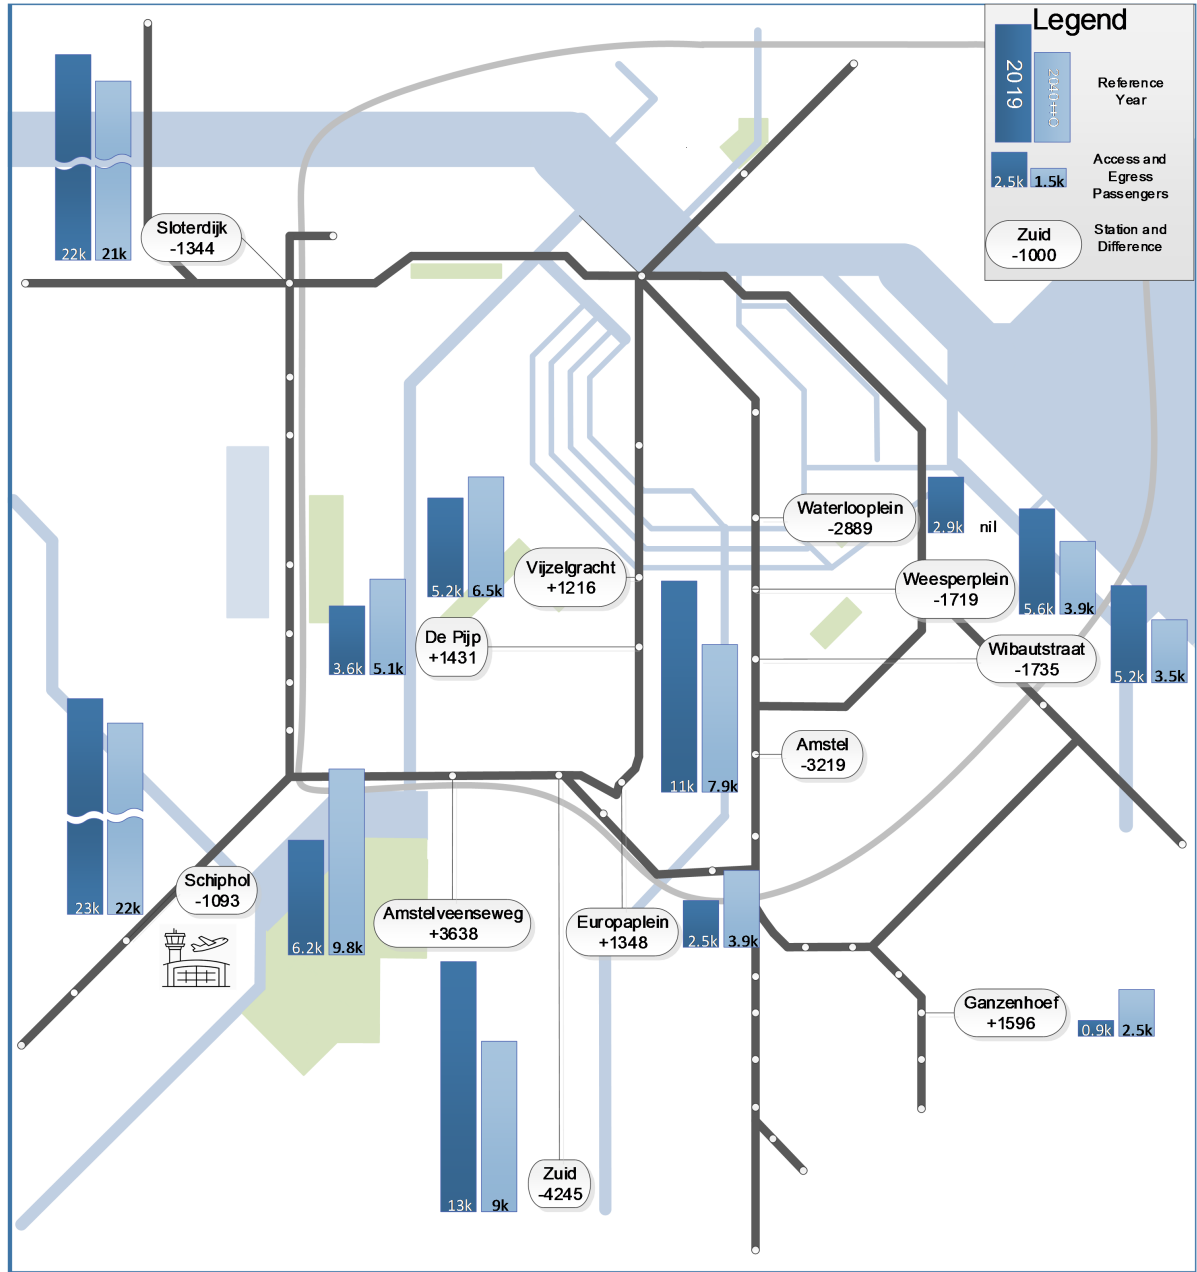 Legend
2019
2040++O
Reference
Year
2.5k
1.5k
Access and
Egress
Passengers
Zuid
-1000
Station and
Difference
22k
21k
Sloterdijk
-1344
5.2k
6.5k
Vijzelgracht
+1216
3.6k
5.1k
De Pijp
+1431
Waterlooplein
-2889
2.9k
nil
Weesperplein
-1719
5.6k
3.9k
Wibautstraat
-1735
5.2k
3.5k
11k
7.9k
Amstel
-3219
23k
22k
Schiphol
-1093
6.2k
9.8k
Amstelveenseweg
+3638
Europaplein
+1348
2.5k
3.9k
Ganzenhoef
+1596
0.9k
2.5k
13k
9k
Zuid
-4245